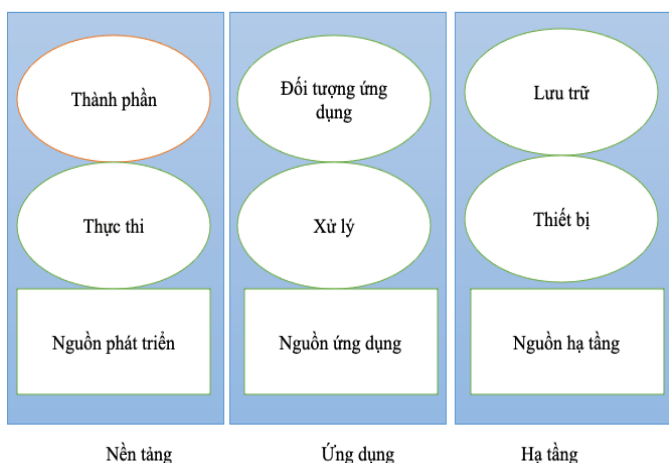 Thành phần
Đối tượng ứng
dụng
Lưu trữ
Thực thi
Xử lý
Thiết bị
Nguồn phát triển
Nguồn ứng dụng
Nguồn hạ tầng
Nền tảng
Ứng dụng
Hạ tầng